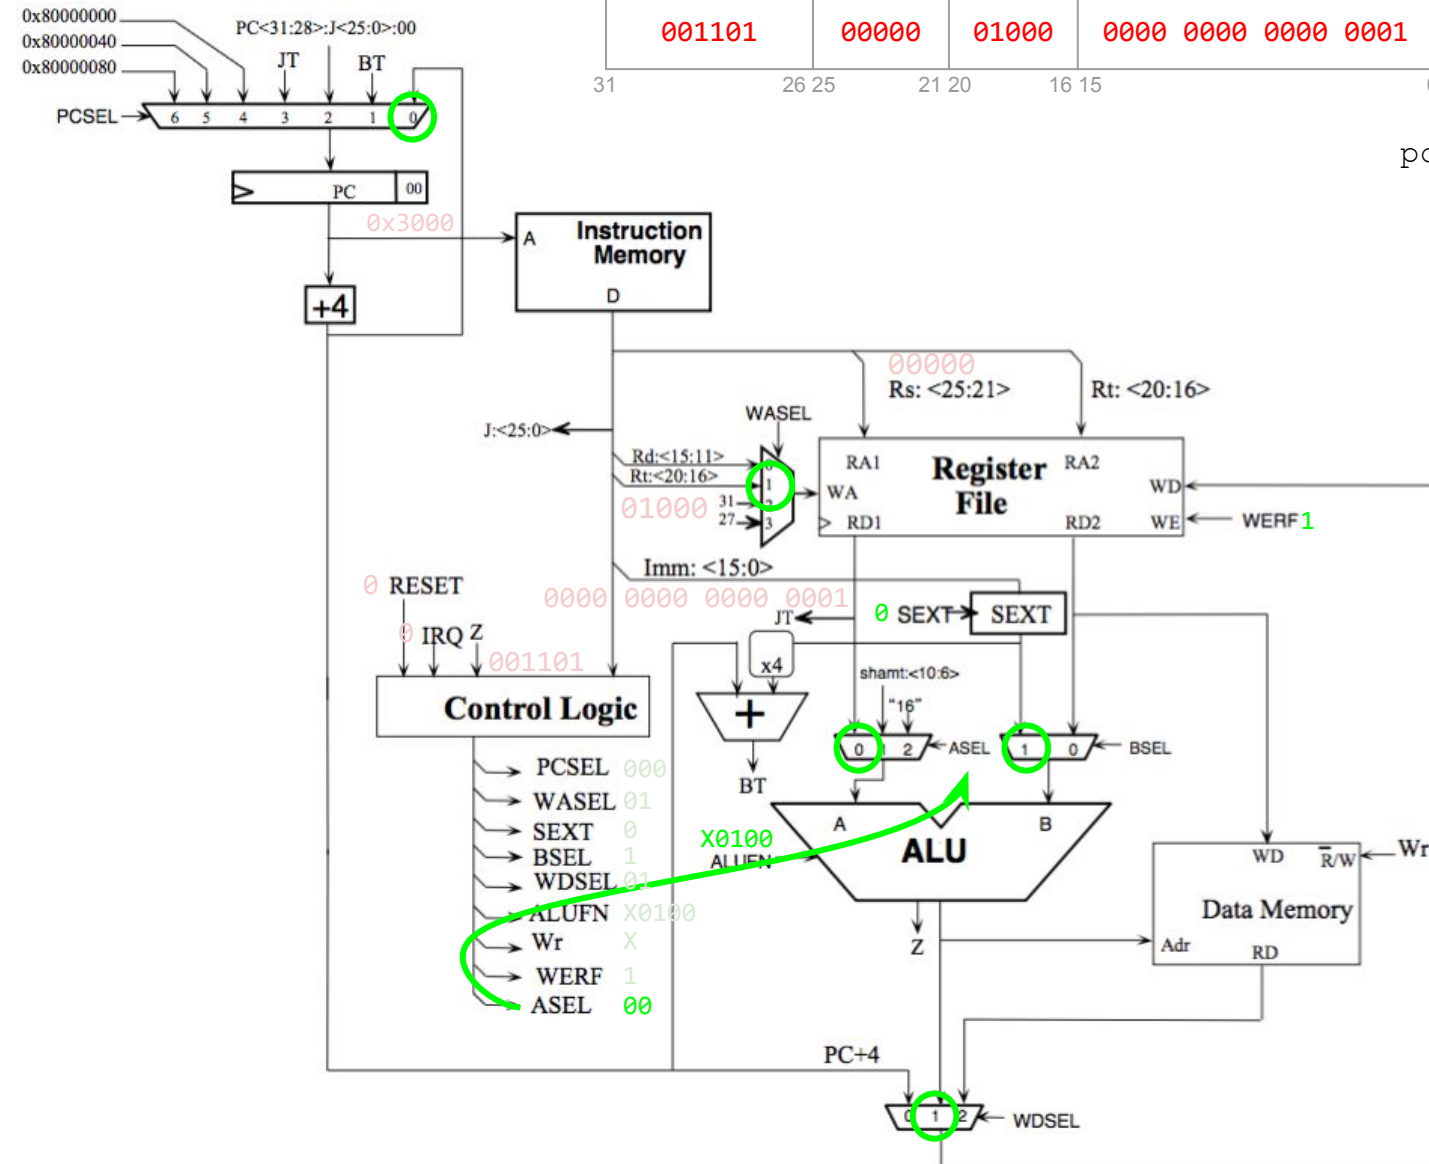 0x80000000
0x80000040
0x80000080
PC<31:28>:J<25:0>:00
JT
BT
PCSEL
6 5 4 3 2 1 0
PC 00
0x3000
001101 00000 01000 0000 0000 0000 0001
31 26 25 21 20 16 15
+4
A
Instruction
Memory
D
00000
Rs: <25:21>
Rt: <20:16>
WASEL
J:<25:0>
Rd:<15:11>
Rt:<20:16>
01000
31
27
0
1
2
3
RA1
RA2
Register
File
WA
WD
RD1
RD2
WE
WERF 1
Imm: <15:0>
0000 0000 0000 0001
0 RESET
0 IRQ Z
001101
Control Logic
JT
0 SEXT
SEXT
x4
+
BT
shamt:<10:6>
"16"
0 1 2
ASEL
1 0
BSEL
PCSEL 000
WASEL 01
SEXT 0
BSEL 1
WDSEL 01
ALUFN X0100
Wr X
WERF 1
ASEL 00
X0100
ALUFN
A
B
ALU
Z
WD
R/W
Wr
Data Memory
Adr
RD
PC+4
0 1 2
WDSEL